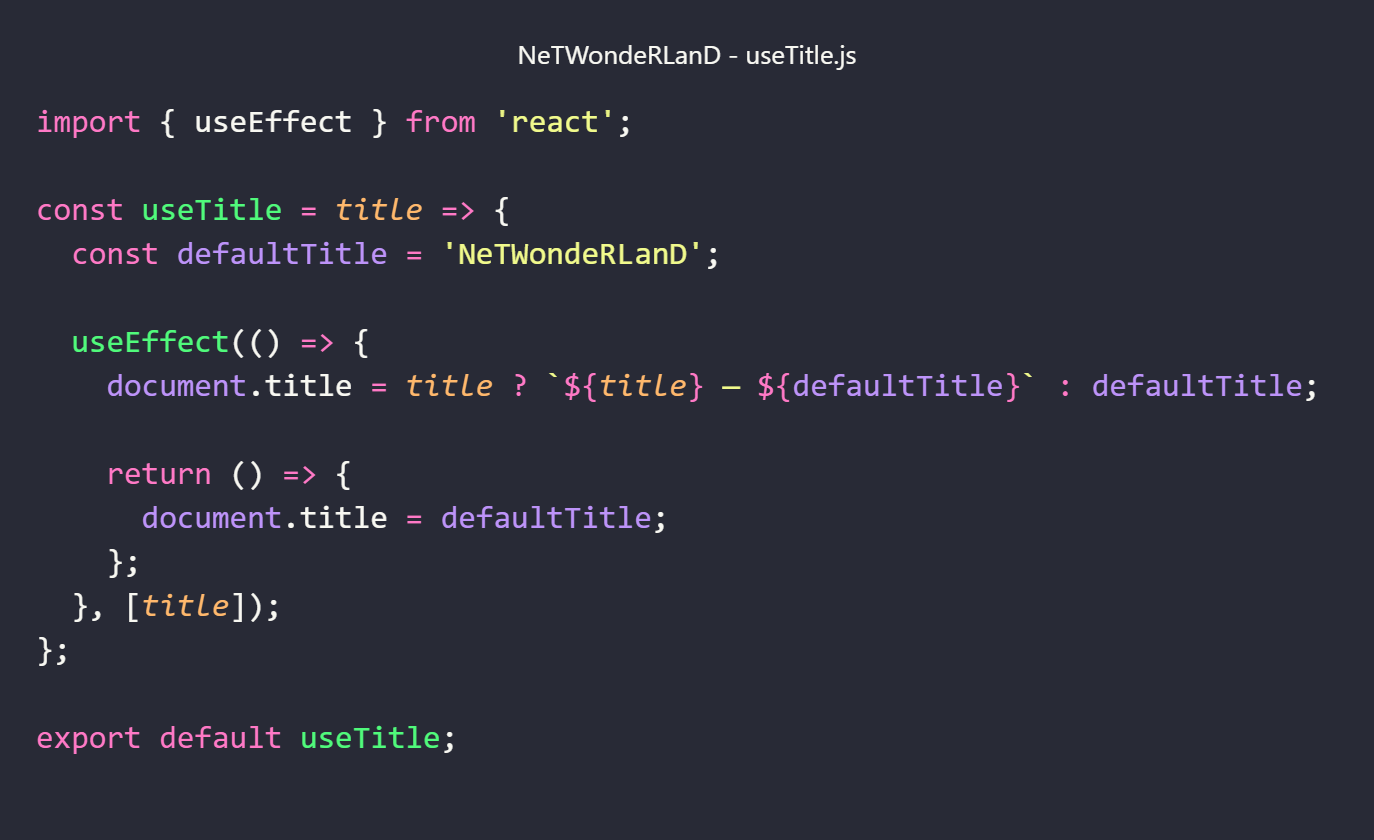 NeTWondeRLanD - useTitle.js
import { useEffect } from 'react';
const useTitle = title => {
  const defaultTitle = 'NeTWondeRLanD';
  useEffect(() => {
    document.title = title ? `${title} — ${defaultTitle}` : defaultTitle;
    return () => {
      document.title = defaultTitle;
    };
  }, [title]);
};
export default useTitle;